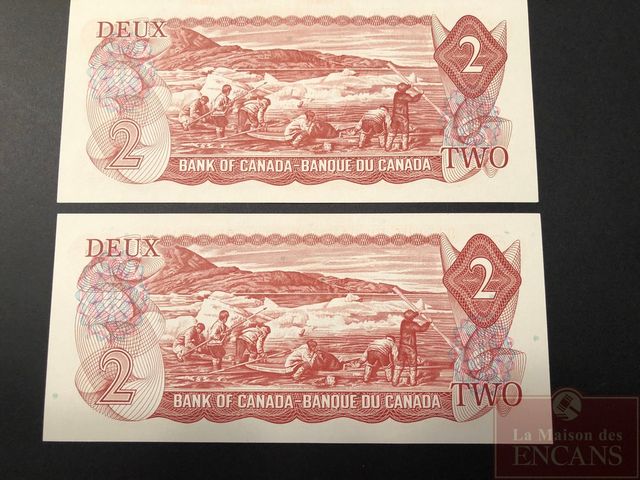 DEUX
2
2
BANK OF CANADA-BANQUE DU CANADA
TWO
DEUX
2
2
BANK OF CANADA-BANQUE DU CANADA
TWO
La Maison des
ENCANS